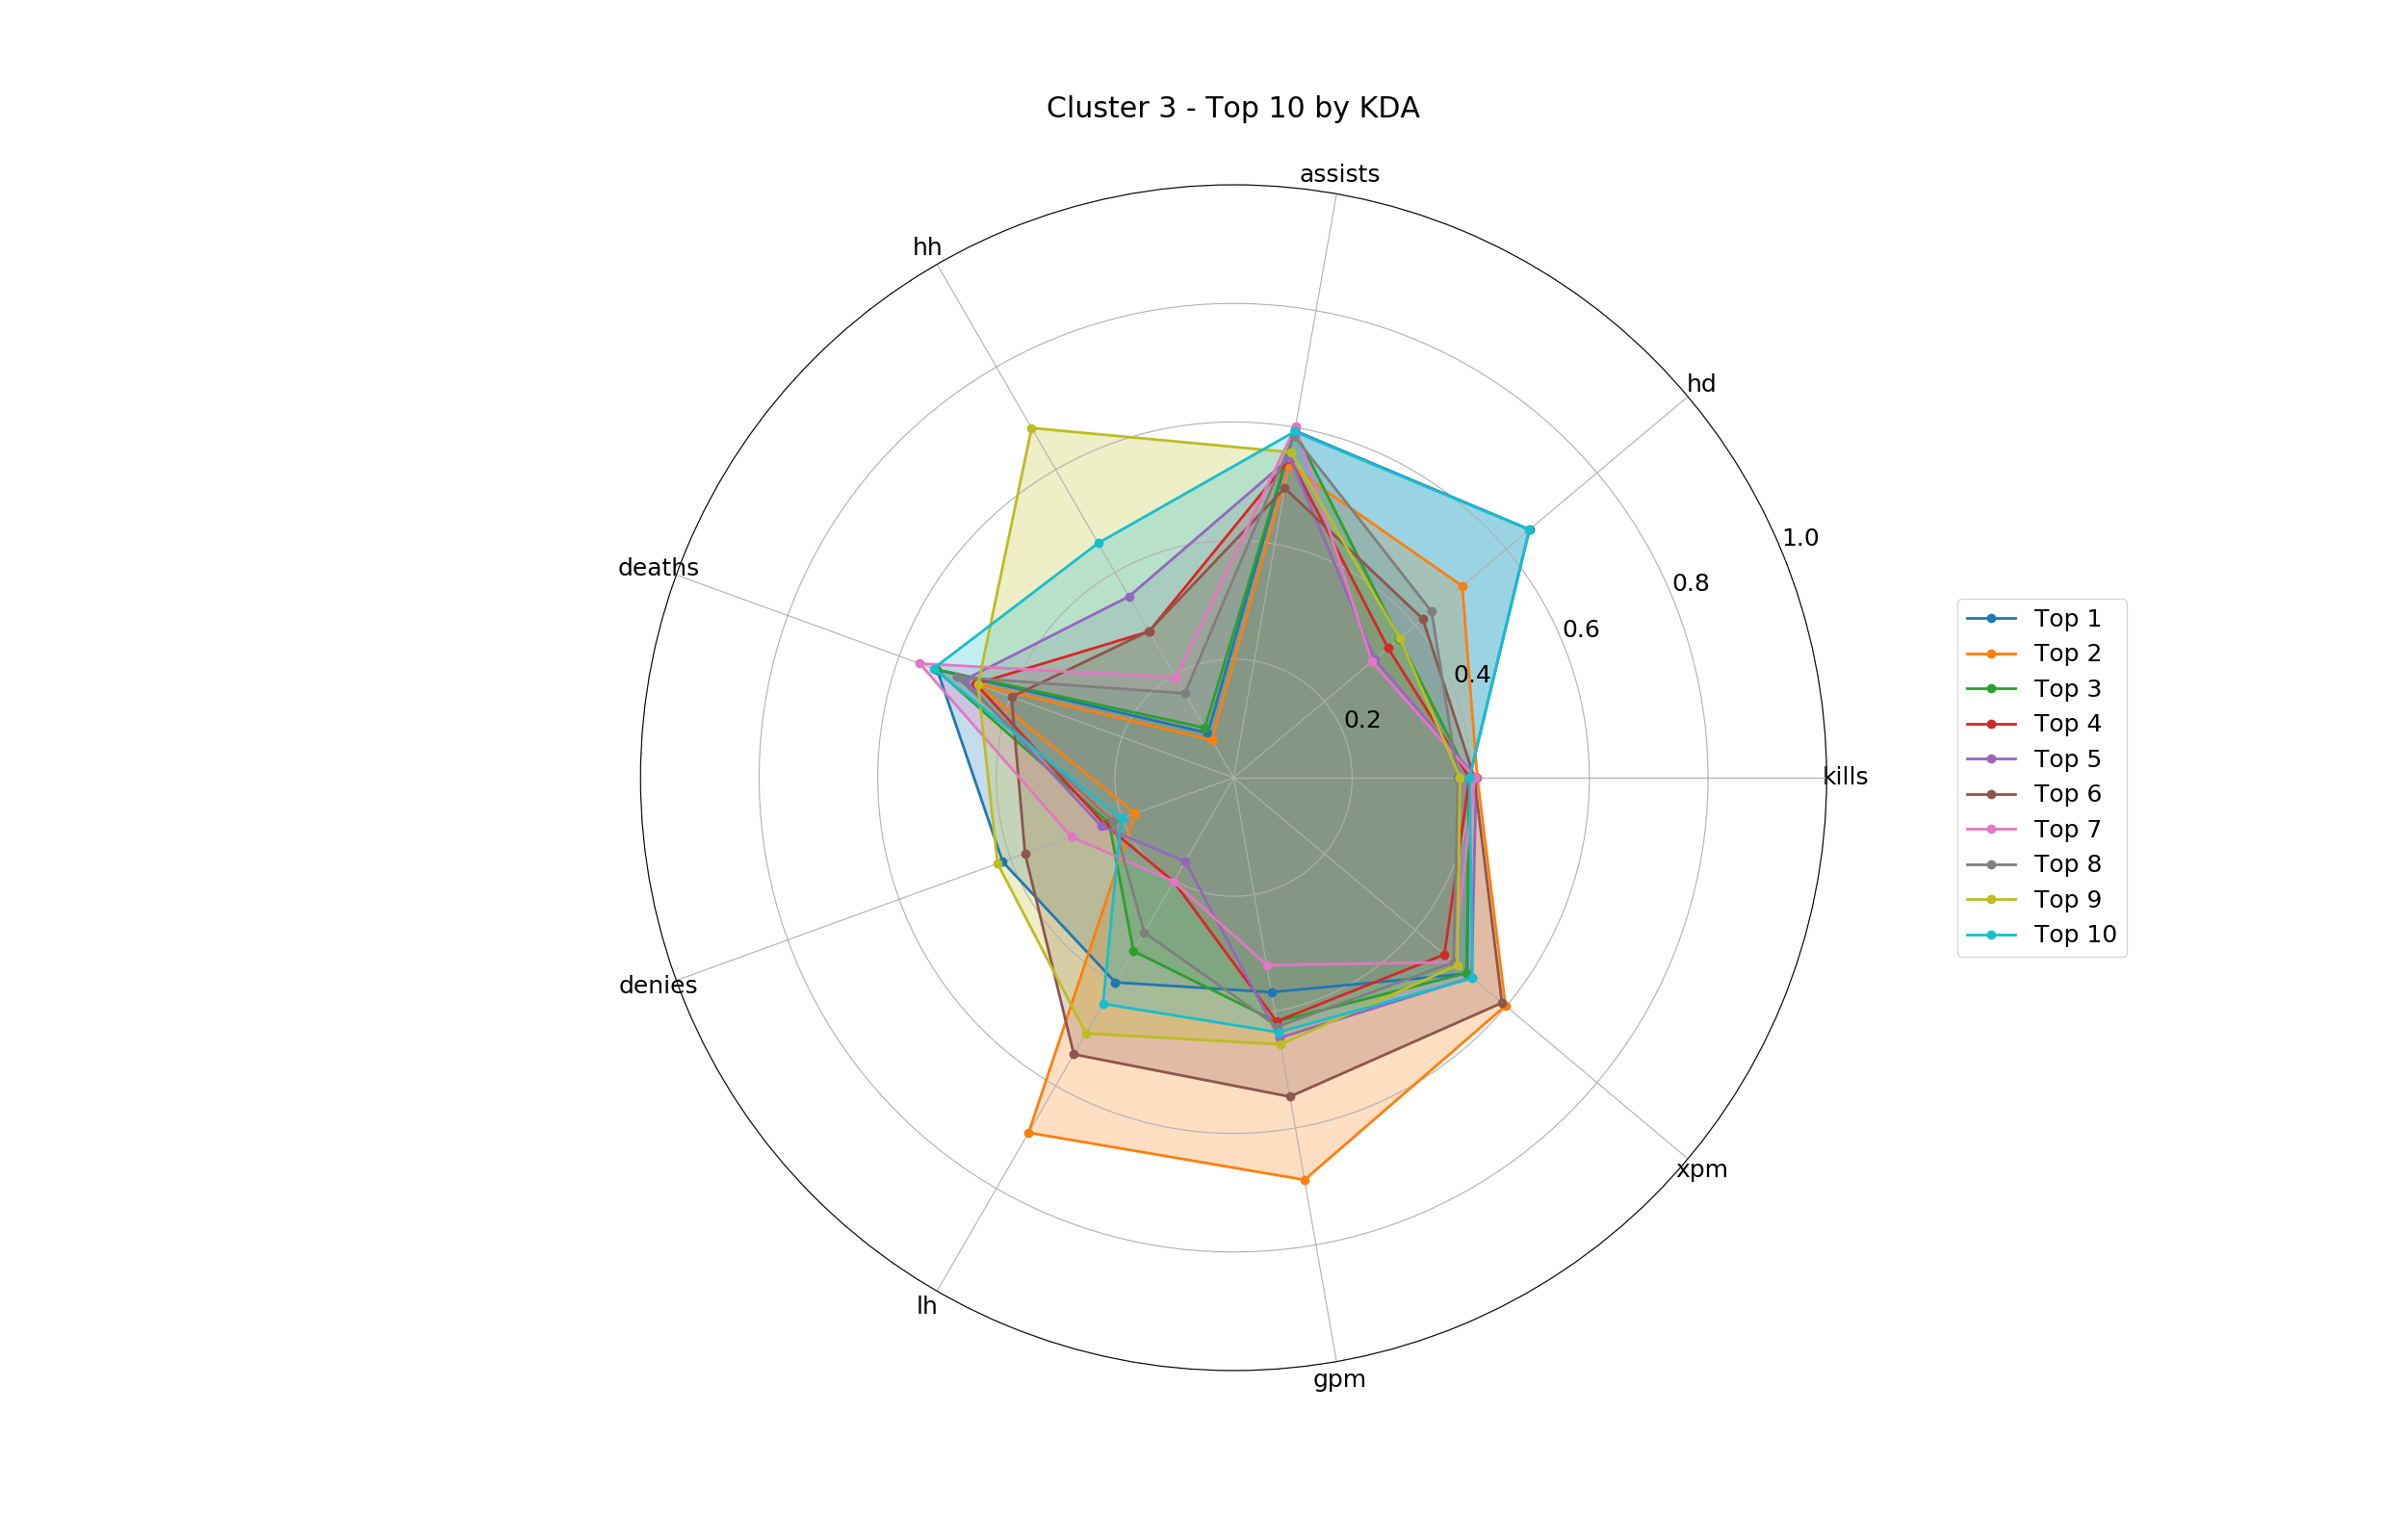 Cluster 3 - Top 10 by KDA
assists
hh
hd
1.0
deaths
0.8
0.6
0.4
0.2
kills
Top 1
Top 2
Top 3
Top 4
Top 5
Top 6
Top 7
Top 8
Top 9
Top 10
denies
xpm
lh
gpm